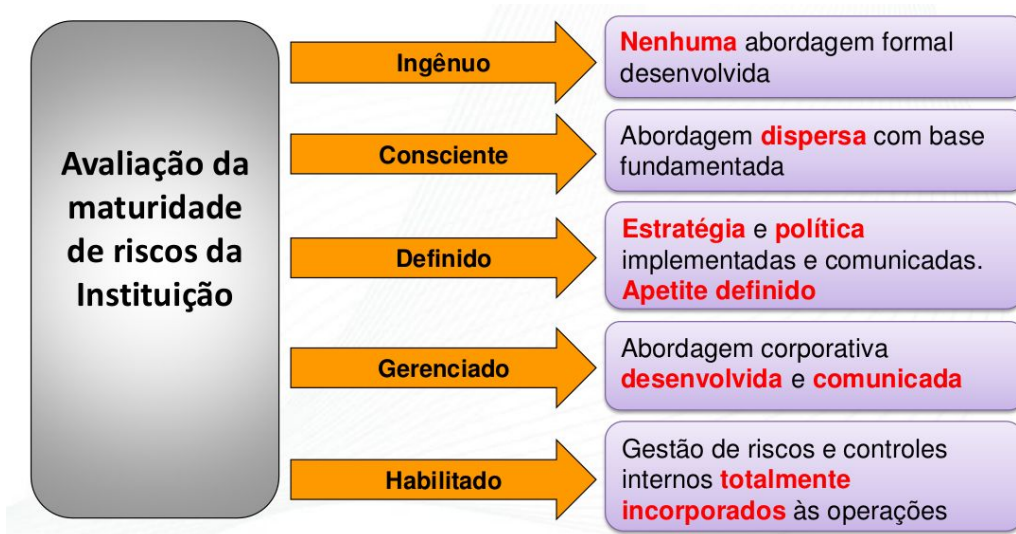 Avaliação da
maturidade
de riscos da
Instituição
Ingênuo
Nenhuma abordagem formal
desenvolvida
Consciente
Abordagem dispersa com base
fundamentada
Definido
Estratégia e política
implementadas e comunicadas.
Apetite definido
Gerenciado
Abordagem corporativa
desenvolvida e comunicada
Habilitado
Gestão de riscos e controles
internos totalmente
incorporados às operações